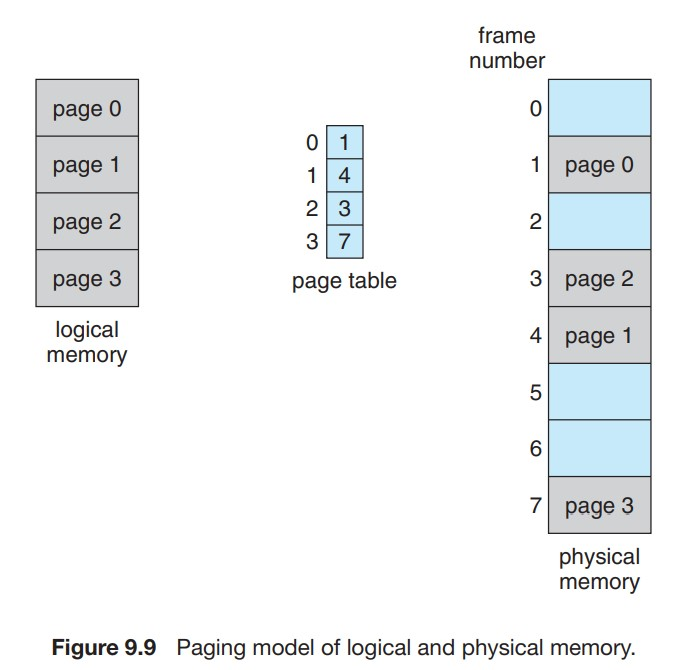 frame
number
page 0
page 1
page 2
page 3
logical
memory
0 1
1 4
2 3
3 7
page table
0
1 page 0
2
3 page 2
4 page 1
5
6
7 page 3
physical
memory
Figure 9.9 Paging model of logical and physical memory.